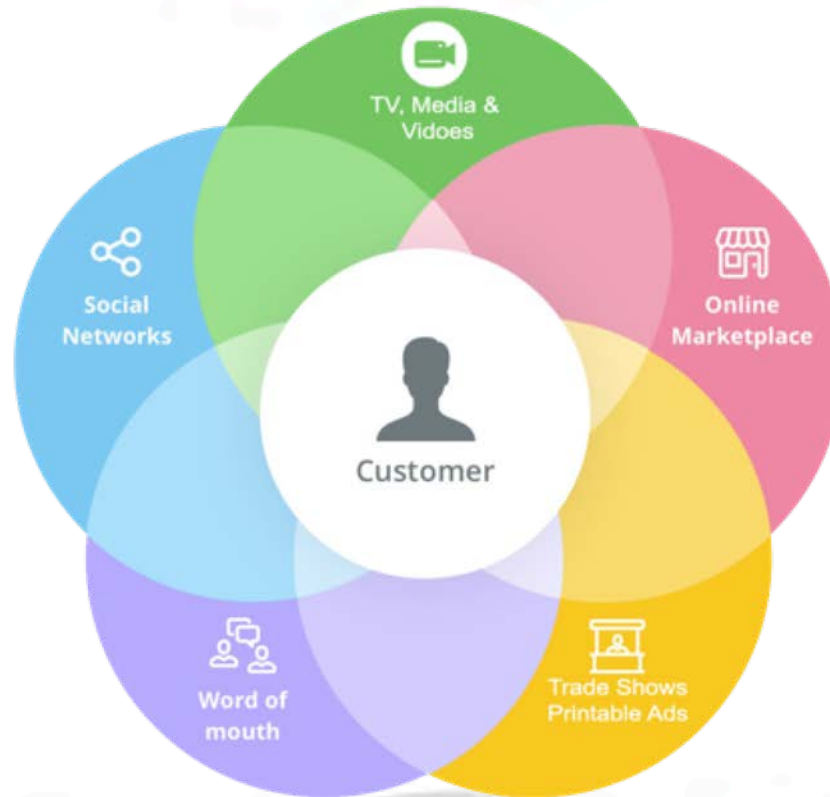 TV, Media &
Vidoes
Social
Networks
Online
Marketplace
Customer
Word of
mouth
Trade Shows
Printable Ads